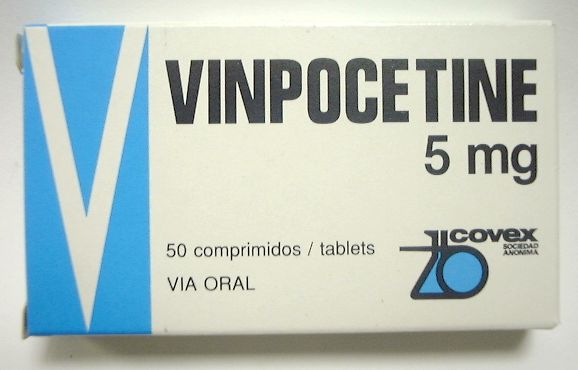 V
VINPOCETINE
5 mg
50 comprimidos / tablets
VIA ORAL
covex
SOCIEDAD
ANONIMA